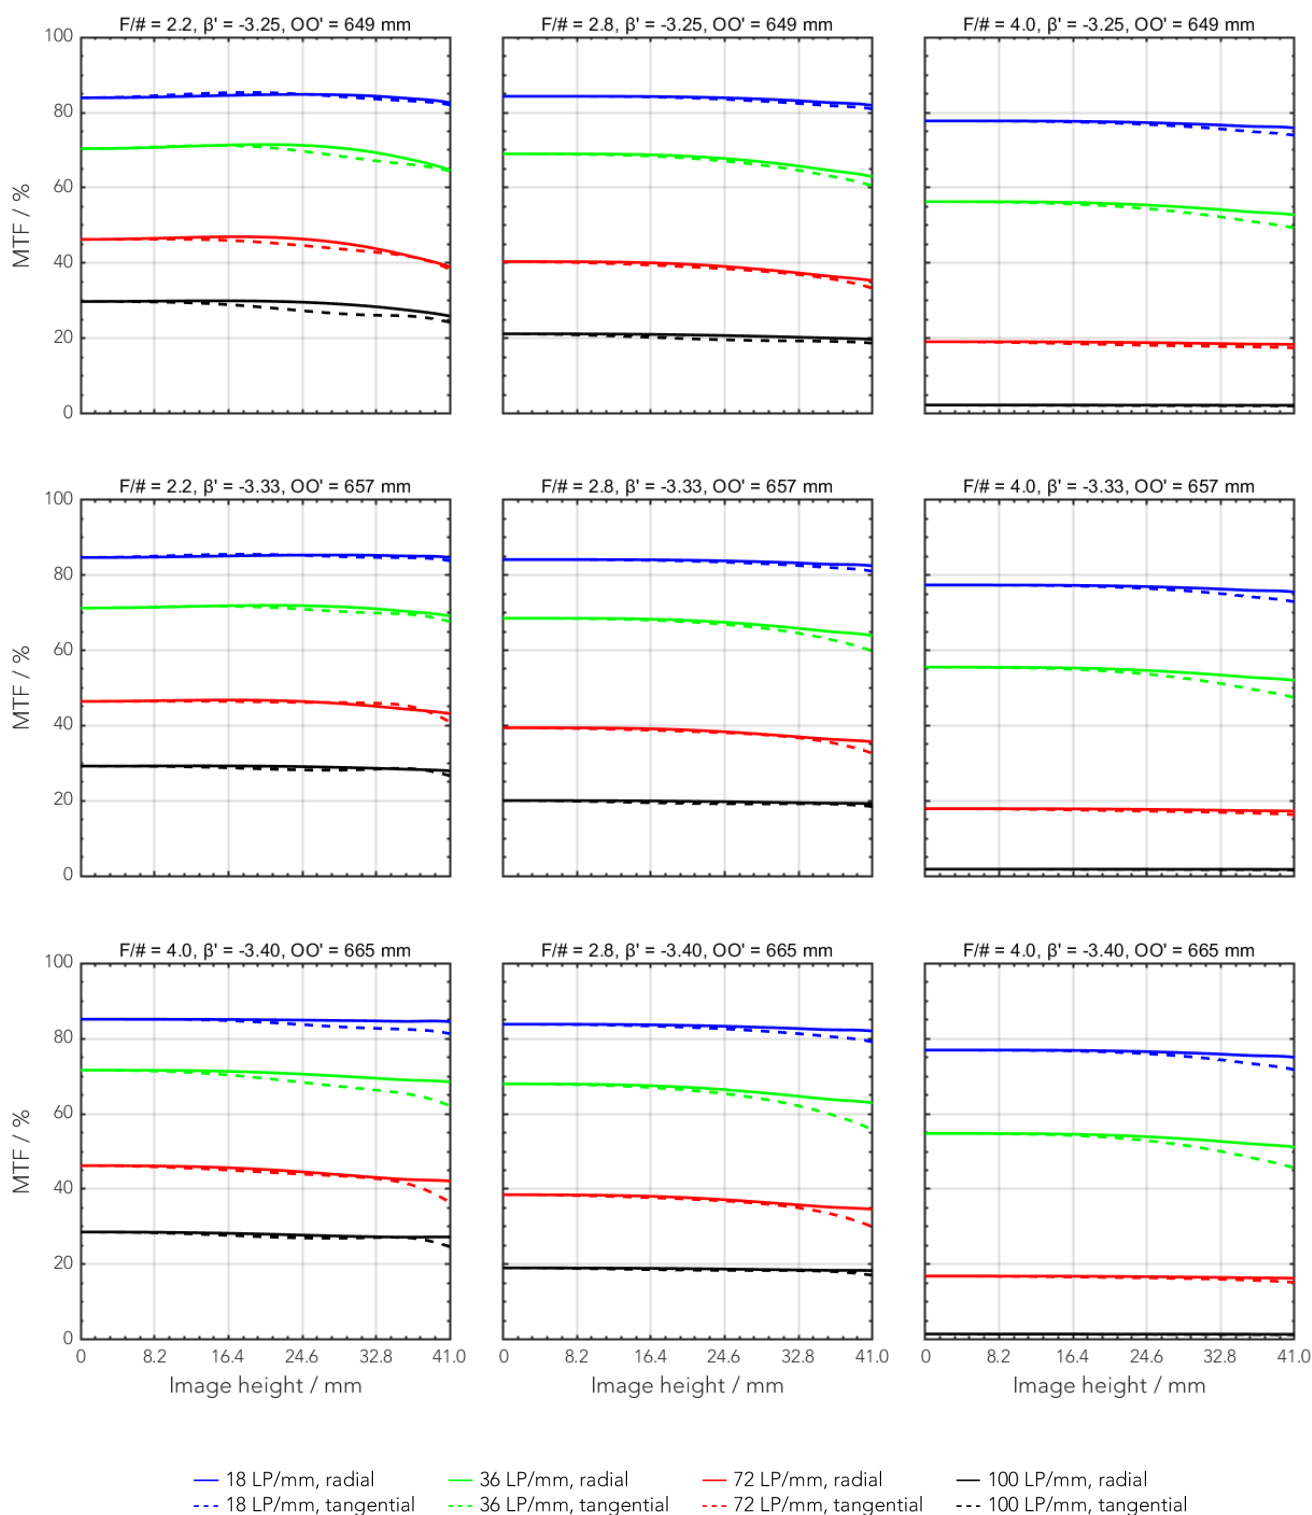 F/# = 2.2, β' = -3.25, OO' = 649 mm
F/# = 2.8, β' = -3.25, OO' = 649 mm
F/# = 4.0, β' = -3.25, OO' = 649 mm
100
80
60
40
20
0
MTF / %
F/# = 2.2, β' = -3.33, OO' = 657 mm
F/# = 2.8, β' = -3.33, OO' = 657 mm
F/# = 4.0, β' = -3.33, OO' = 657 mm
100
80
60
40
20
0
MTF / %
F/# = 4.0, β' = -3.40, OO' = 665 mm
F/# = 2.8, β' = -3.40, OO' = 665 mm
F/# = 4.0, β' = -3.40, OO' = 665 mm
100
80
60
40
20
0
MTF / %
0 8.2 16.4 24.6 32.8 41.0
0 8.2 16.4 24.6 32.8 41.0
0 8.2 16.4 24.6 32.8 41.0
Image height / mm
Image height / mm
Image height / mm
18 LP/mm, radial
36 LP/mm, radial
72 LP/mm, radial
100 LP/mm, radial
18 LP/mm, tangential
36 LP/mm, tangential
72 LP/mm, tangential
100 LP/mm, tangential